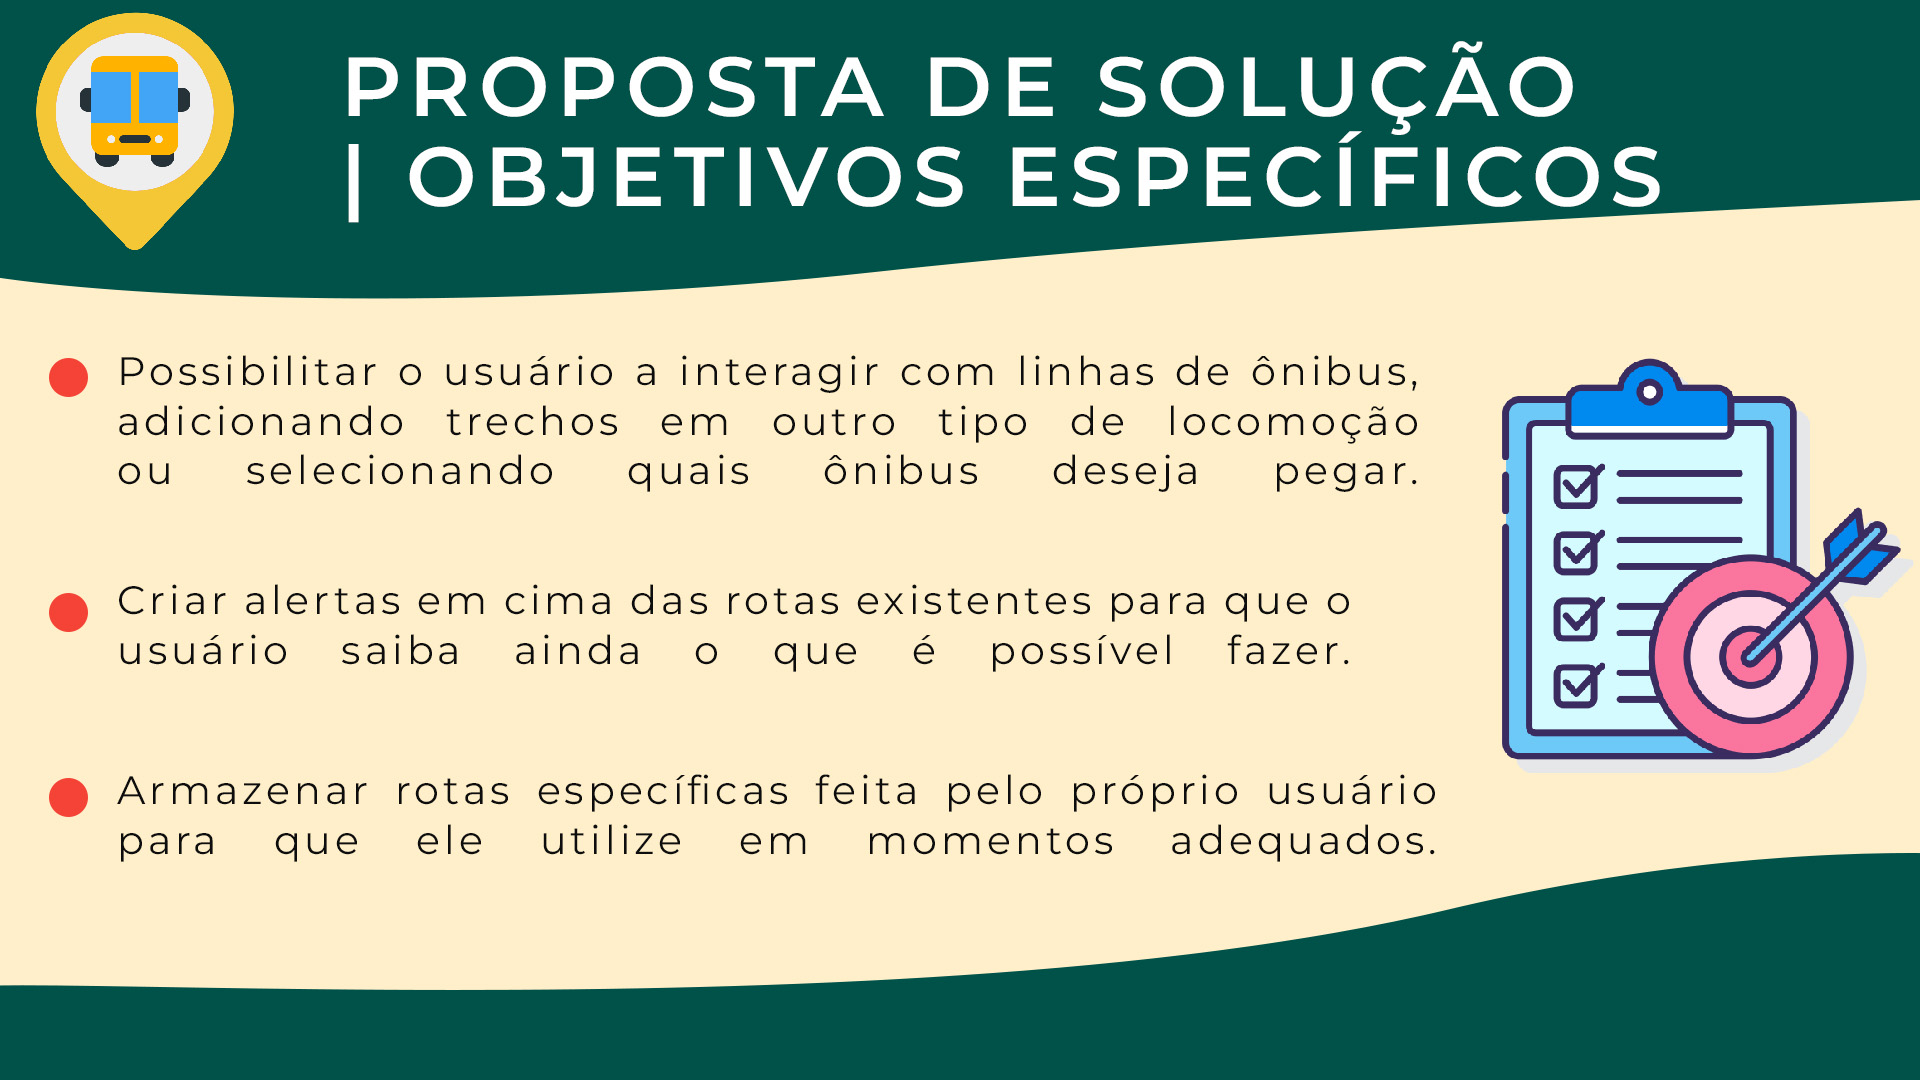 PROPOSTA DE SOLUÇÃO
| OBJETIVOS ESPECÍFICOS
Possibilitar o usuário a interagir com linhas de ônibus,
adicionando trechos em outro tipo de locomoção
ou selecionando quais ônibus deseja pegar.
Criar alertas em cima das rotas existentes para que o
usuário saiba ainda o que é possível fazer.
Armazenar rotas específicas feita pelo próprio usuário
para que ele utilize em momentos adequados.